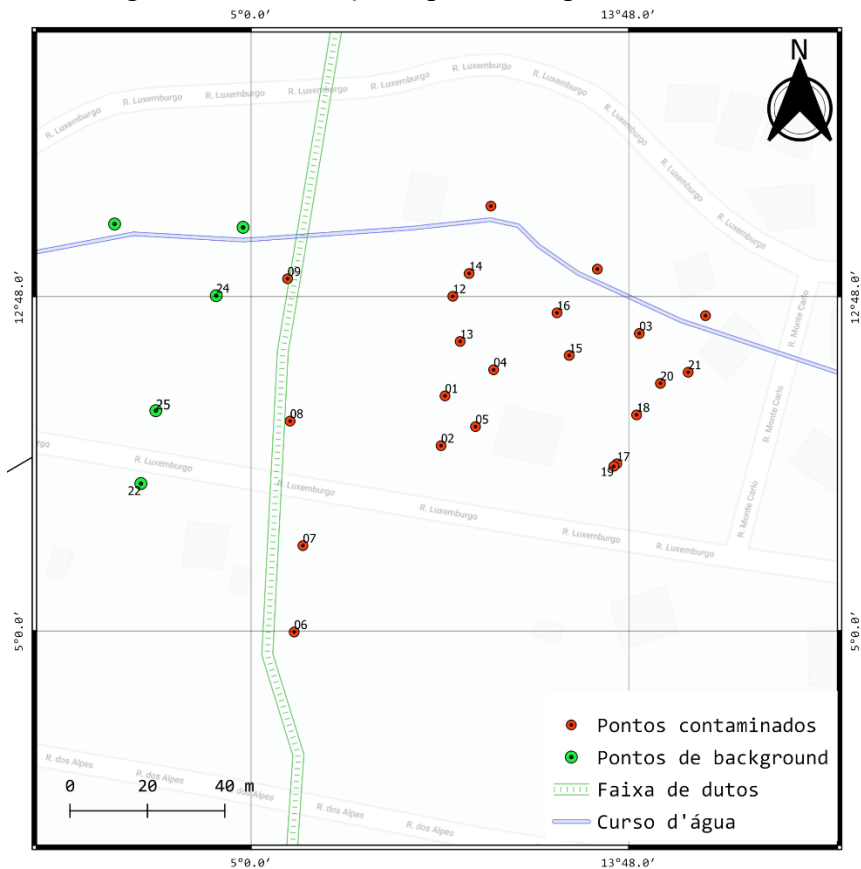 5°0.0′ 13°48.0′
N
R. Luxemburgo R. Luxemburgo R. Luxemburgo R. Luxemburgo R. Luxemburgo R. Luxemburgo R. Luxemburgo
R. Luxemburgo
R. Luxemburgo
R. Monte Carlo
09 14
12°48.0′ 24 12 12°48.0′
16
03
13
15
04 21
20
01
25 18
08 05
02
rgo R. Luxemburgo 17
19
R. Monte Carlo
22 R. Luxemburgo
R. Luxemburgo
R. Monte Carlo
R. Luxemburgo
R. Luxemburgo
07
06
5°0.0′ 5°0.0′
Pontos contaminados
Pontos de background
R. dos Alpes
R. dos Alpes
0 20 40 m
Faixa de dutos
dos Alpes
R. dos Alpes
Curso d'água
R. dos Alpes
5°0.0′ 13°48.0′